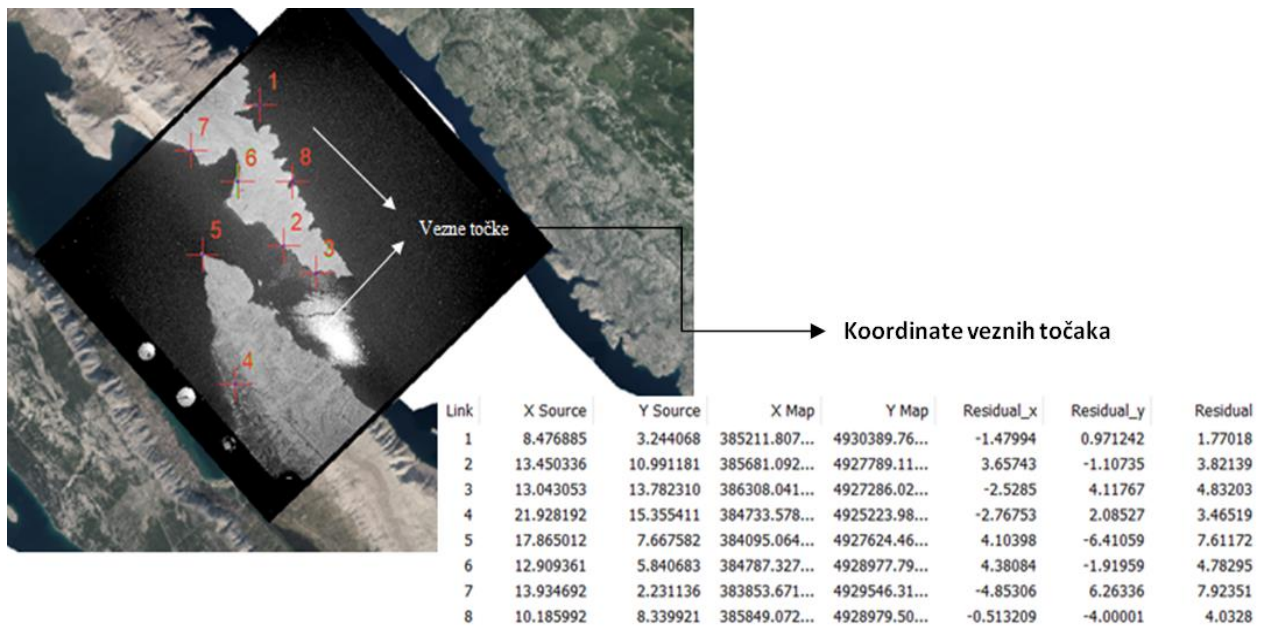 1
7
6
8
5
2
3
4
Vezne točke
Koordinate veznih točaka
Link X Source Y Source X Map Y Map Residual_x Residual_y Residual
1 8.476885 3.244068 385211.807... 4930389.76... -1.47994 0.971242 1.77018
2 13.450336 10.991181 385681.092... 4927789.11... 3.65743 -1.10735 3.82139
3 13.043053 13.782310 386308.041... 4927286.02... -2.5285 4.11767 4.83203
4 21.928192 15.355411 384733.578... 4925223.98... -2.76753 2.08527 3.46519
5 17.865012 7.667582 384095.064... 4927624.46... 4.10398 -6.41059 7.61172
6 12.909361 5.840683 384787.327... 4928977.79... 4.38084 -1.91959 4.78295
7 13.934692 2.231136 383853.671... 4929546.31... -4.85306 6.26336 7.92351
8 10.185992 8.339921 385849.072... 4928979.50... -0.513209 -4.00001 4.0328